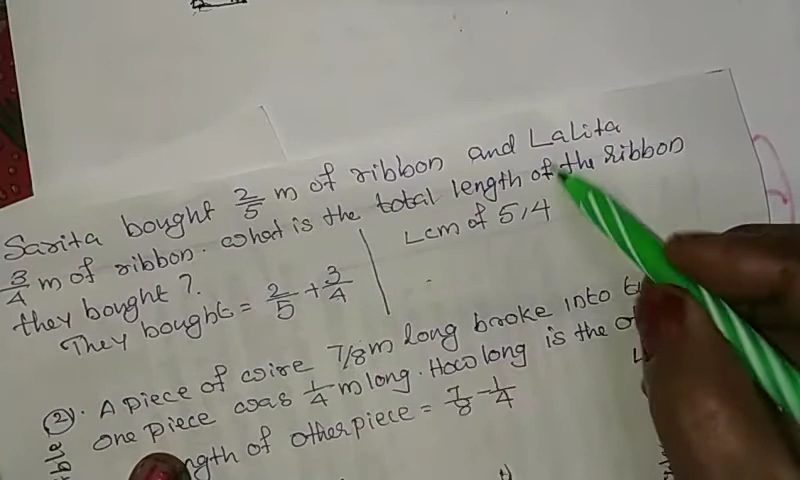 Sarita bought 2/5 m of ribbon and Lalita
3/4 m of ribbon. What is the total length of the ribbon
they bought?
They bought = 2/5 + 3/4
Lcm of 5,4
(2). A piece of wire 7/8 m long broke into
one piece was 1/4 m long. How long is the
length of other piece = 7/8 - 1/4